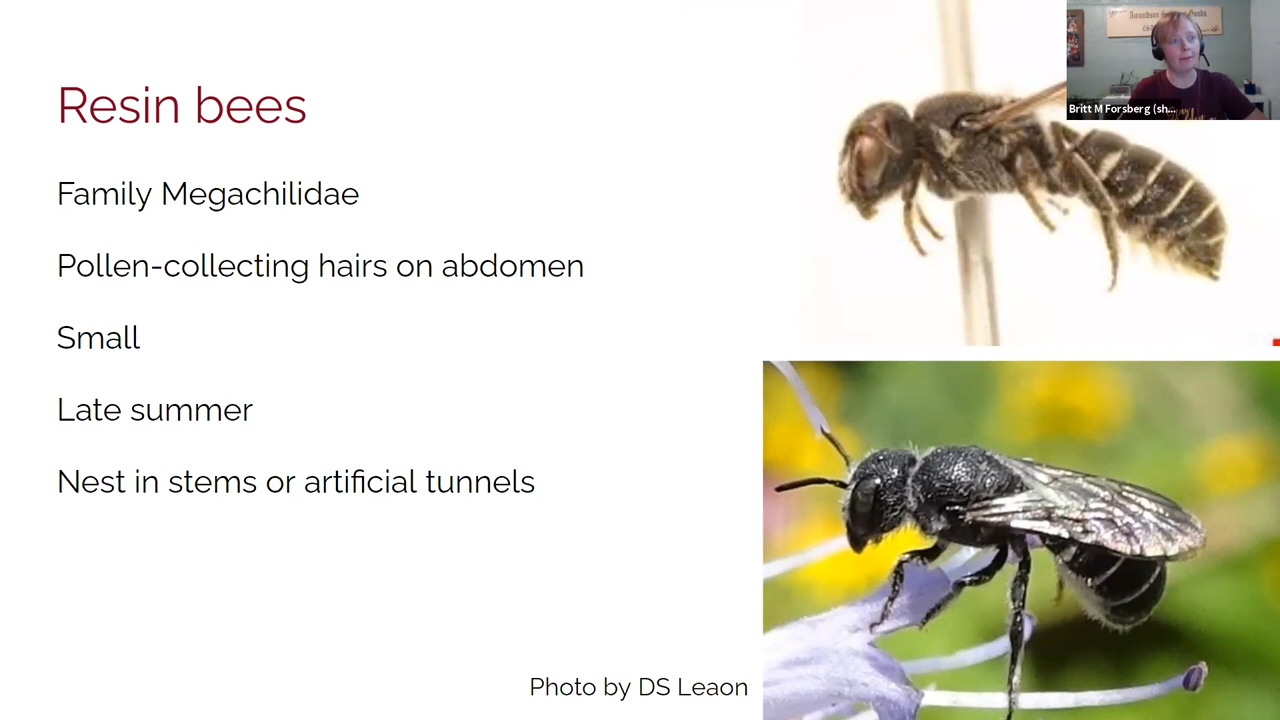 Resin bees
Family Megachilidae
Pollen-collecting hairs on abdomen
Small
Late summer
Nest in stems or artificial tunnels
Photo by DS Leaon
Britt M Forsberg (sh...